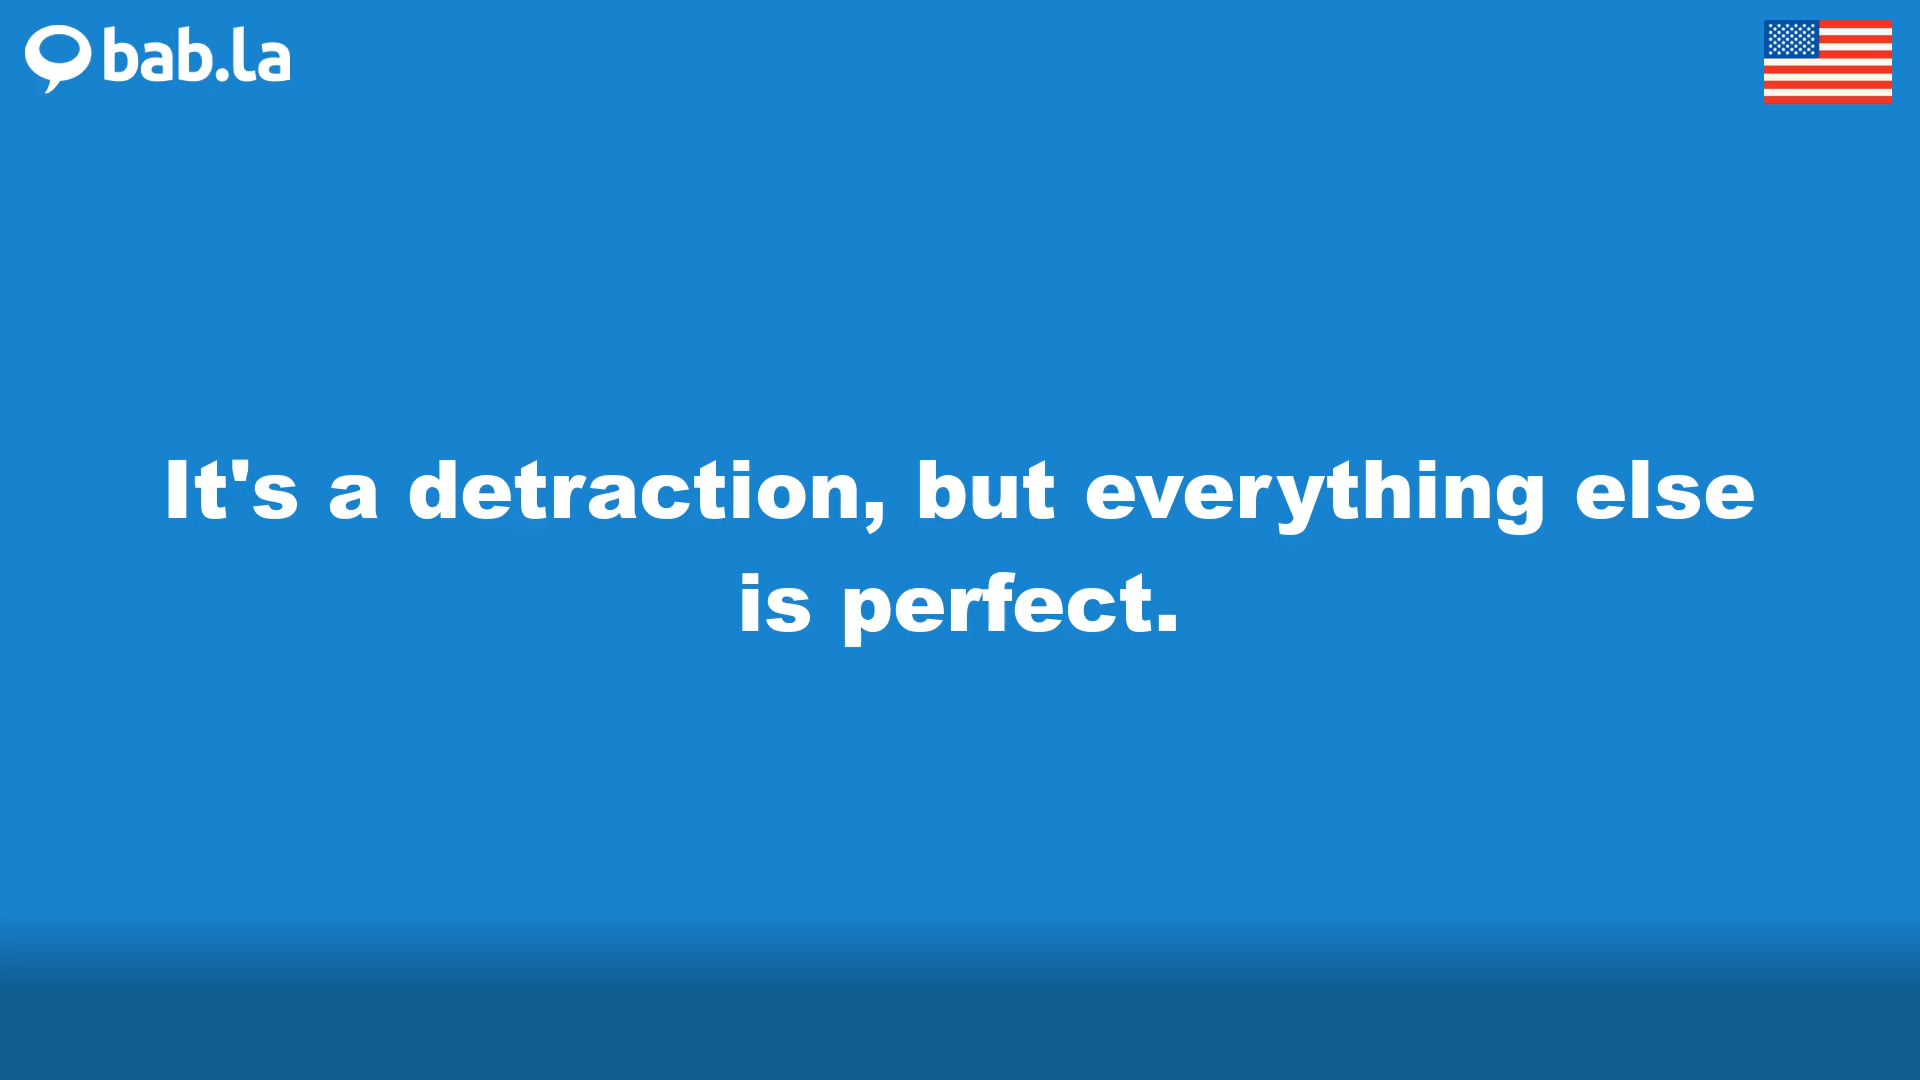 bab.la
It's a detraction, but everything else
is perfect.